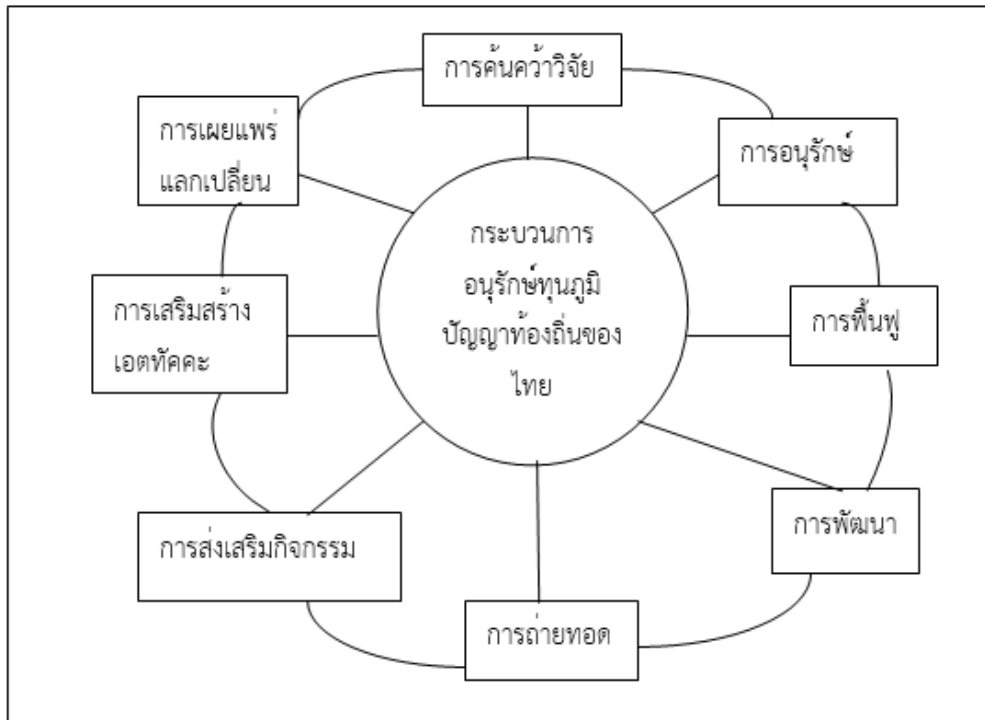 การค้นคว้าวิจัย
การเผยแพร่
แลกเปลี่ยน
การอนุรักษ์
กระบวนการ
อนุรักษ์ทุนภูมิ
ปัญญาท้องถิ่นของ
ไทย
การเสริมสร้าง
เอตทัคคะ
การฟื้นฟู
การส่งเสริมกิจกรรม
การพัฒนา
การถ่ายทอด